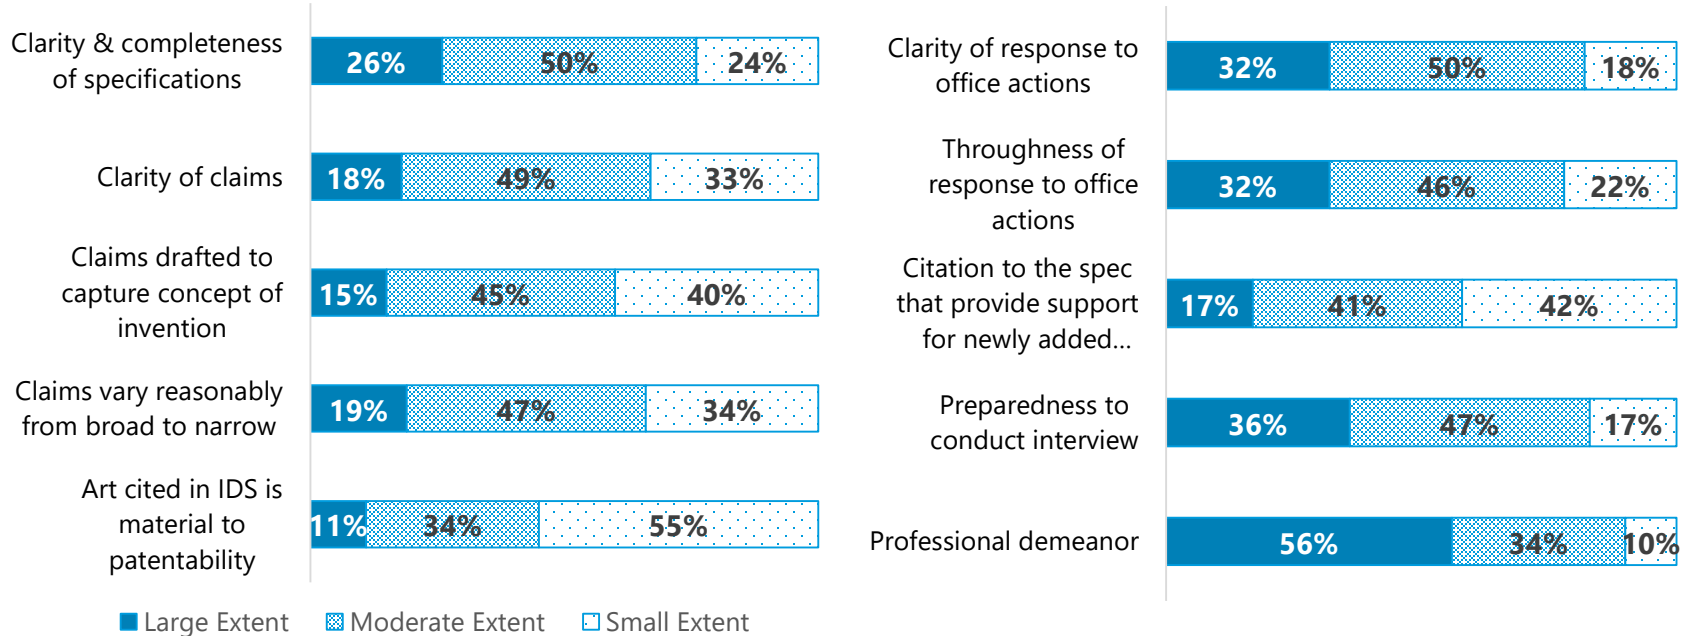 Clarity & completeness
of specifications
26%
50%
24%
Clarity of claims
18%
49%
33%
Claims drafted to
capture concept of
invention
15%
45%
40%
Claims vary reasonably
from broad to narrow
19%
47%
34%
Art cited in IDS is
material to
patentability
11%
34%
55%
Clarity of response to
office actions
32%
50%
18%
Throughness of
response to office
actions
32%
46%
22%
Citation to the spec
that provide support
for newly added...
17%
41%
42%
Preparedness to
conduct interview
36%
47%
17%
Professional demeanor
56%
34%
10%
Large Extent
Moderate Extent
Small Extent